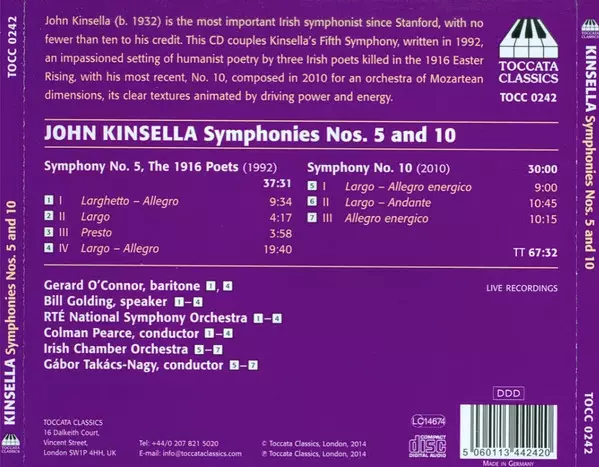 TOCC 0242
KINSELLA Symphonies Nos. 5 and 10
John Kinsella (b. 1932) is the most important Irish symphonist since Stanford, with no
fewer than ten to his credit. This CD couples Kinsella's Fifth Symphony, written in 1992,
an impassioned setting of humanist poetry by three Irish poets killed in the 1916 Easter
Rising, with his most recent, No. 10, composed in 2010 for an orchestra of Mozartean
dimensions, its clear textures animated by driving power and energy.
TOCCATA
CLASSICS
TOCC 0242
JOHN KINSELLA Symphonies Nos. 5 and 10
Symphony No. 5, The 1916 Poets (1992)
37:31
1 I Larghetto – Allegro 9:34
2 II Largo 4:17
3 III Presto 3:58
4 IV Largo – Allegro 19:40
Symphony No. 10 (2010) 30:00
5 I Largo – Allegro energico 9:00
6 II Largo – Andante 10:45
7 III Allegro energico 10:15
TT 67:32
Gerard O'Connor, baritone 1, 4
Bill Golding, speaker 1–4
RTÉ National Symphony Orchestra 1–4
Colman Pearce, conductor 1–4
Irish Chamber Orchestra 5–7
Gábor Takács-Nagy, conductor 5–7
LIVE RECORDINGS
TOCCATA CLASSICS
16 Dalkeith Court,
Vincent Street,
London SW1P 4HH, UK
Tel: +44/0 207 821 5020
E-mail: info@toccataclassics.com
℗ Toccata Classics, London, 2014
© Toccata Classics, London, 2014
LC14674
COMPACT
disc
DIGITAL AUDIO
DDD
5 060113 442420
MADE IN GERMANY
KINSELLA Symphonies Nos. 5 and 10
TOCC 0242